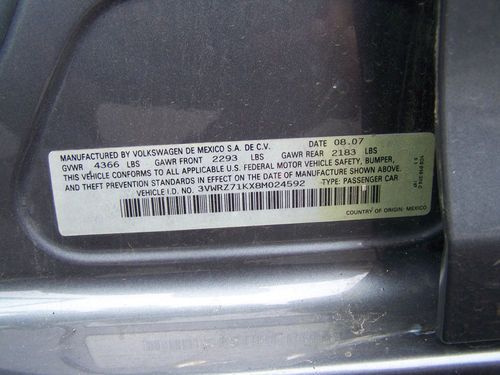 MANUFACTURED BY VOLKSWAGEN DE MEXICO S.A. DE C.V. DATE 08.07
GVWR 4366 LBS GAWR FRONT 2293 LBS GAWR REAR 2183 LBS
VEHICLE CONFORMS TO ALL APPLICABLE U.S. FEDERAL MOTOR VEHICLE SAFETY, BUMPER,
AND THEFT PREVENTION STANDARDS IN EFFECT ON DATE OF MANUFACTURE SHOWN ABOVE.
VEHICLE I.D. NO. 3VWRZ71KX8M024592 -TYPE: PASSENGER CAR
COUNTRY OF ORIGIN: MEXICO